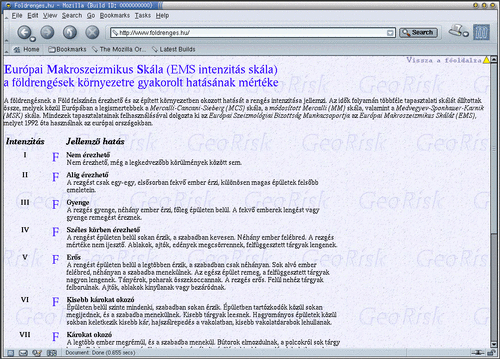 Foldrenges.hu - Mozilla {Build ID: 0000000000}
File Edit View Search Go Bookmarks Tasks Help
http://www.foldrenges.hu/ Search
Home Bookmarks The Mozilla Or... Latest Builds
Vissza a főoldalra
Európai Makroszeizmikus Skála (EMS intenzitás skála)
a földrengések környezetre gyakorolt hatásának mértéke
A földrengésnek a Föld felszínén érezhető és az épített környezetben okozott hatását a rengés intenzitása jellemzi. Az idők folyamán többféle tapasztalati skálát állítottak
össze, melyek közül Európában a legismertebbek a Mercalli-Cancani-Sieberg (MCS) skála, a módosított Mercalli (MM) skála, valamint a Medvegyev-Sponhauer-Karnik
(MSK) skála. Mindezek tapasztalatainak felhasználásával dolgozta ki az Európai Szeizmológiai Bizottság Munkacsoportja az Európai Makroszeizmikus Skálát (EMS),
melyet 1992 óta használnak az európai országokban.
Intenzitás Jellemző hatás
I F Nem érezhető
Nem érezhető, még a legkedvezőbb körülmények között sem.
II F Alig érezhető
A rezgést csak egy-egy, elsősorban fekvő ember érzi, különösen magas épületek felsőbb
emeletein.
III F Gyenge
A rezgés gyenge, néhány ember érzi, főleg épületen belül. A fekvő emberek lengést vagy
gyenge remegést éreznek.
IV F Széles körben érezhető
A rengést épületen belül sokan érzik, a szabadban kevesen. Néhány ember felébred. A rezgés
mértéke nem ijesztő. Ablakok, ajtók, edények megcsörrennek, felfüggesztett tárgyak lengenek.
V F Erős
A rengést épületen belül a legtöbben érzik, a szabadban csak néhányan. Sok alvó ember
felébred, néhányan a szabadba menekülnek. Az egész épület remeg, a felfüggesztett tárgyak
nagyon lengenek. Tányérok, poharak összekoccannak. A rezgés erős. Felül nehéz tárgyak
felborulnak. Ajtók, ablakok kinyílnak vagy bezáródnak.
VI F Kisebb károkat okozó
Épületen belül szinte mindenki, szabadban sokan érzik. Épületben tartózkodók közül sokan
megijednek, és a szabadba menekülnek. Kisebb tárgyak leesnek. Hagyományos épületek közül
sokban keletkezik kisebb kár, hajszálrepedés a vakolatban, kisebb vakolatdarabok lehullanak.
VII F Károkat okozó
A legtöbb ember megrémül, és a szabadba menekül. Bútorok elmozdulnak, a polcokról sok tárgy
GeoRisk
Document: Done (0.655 secs)